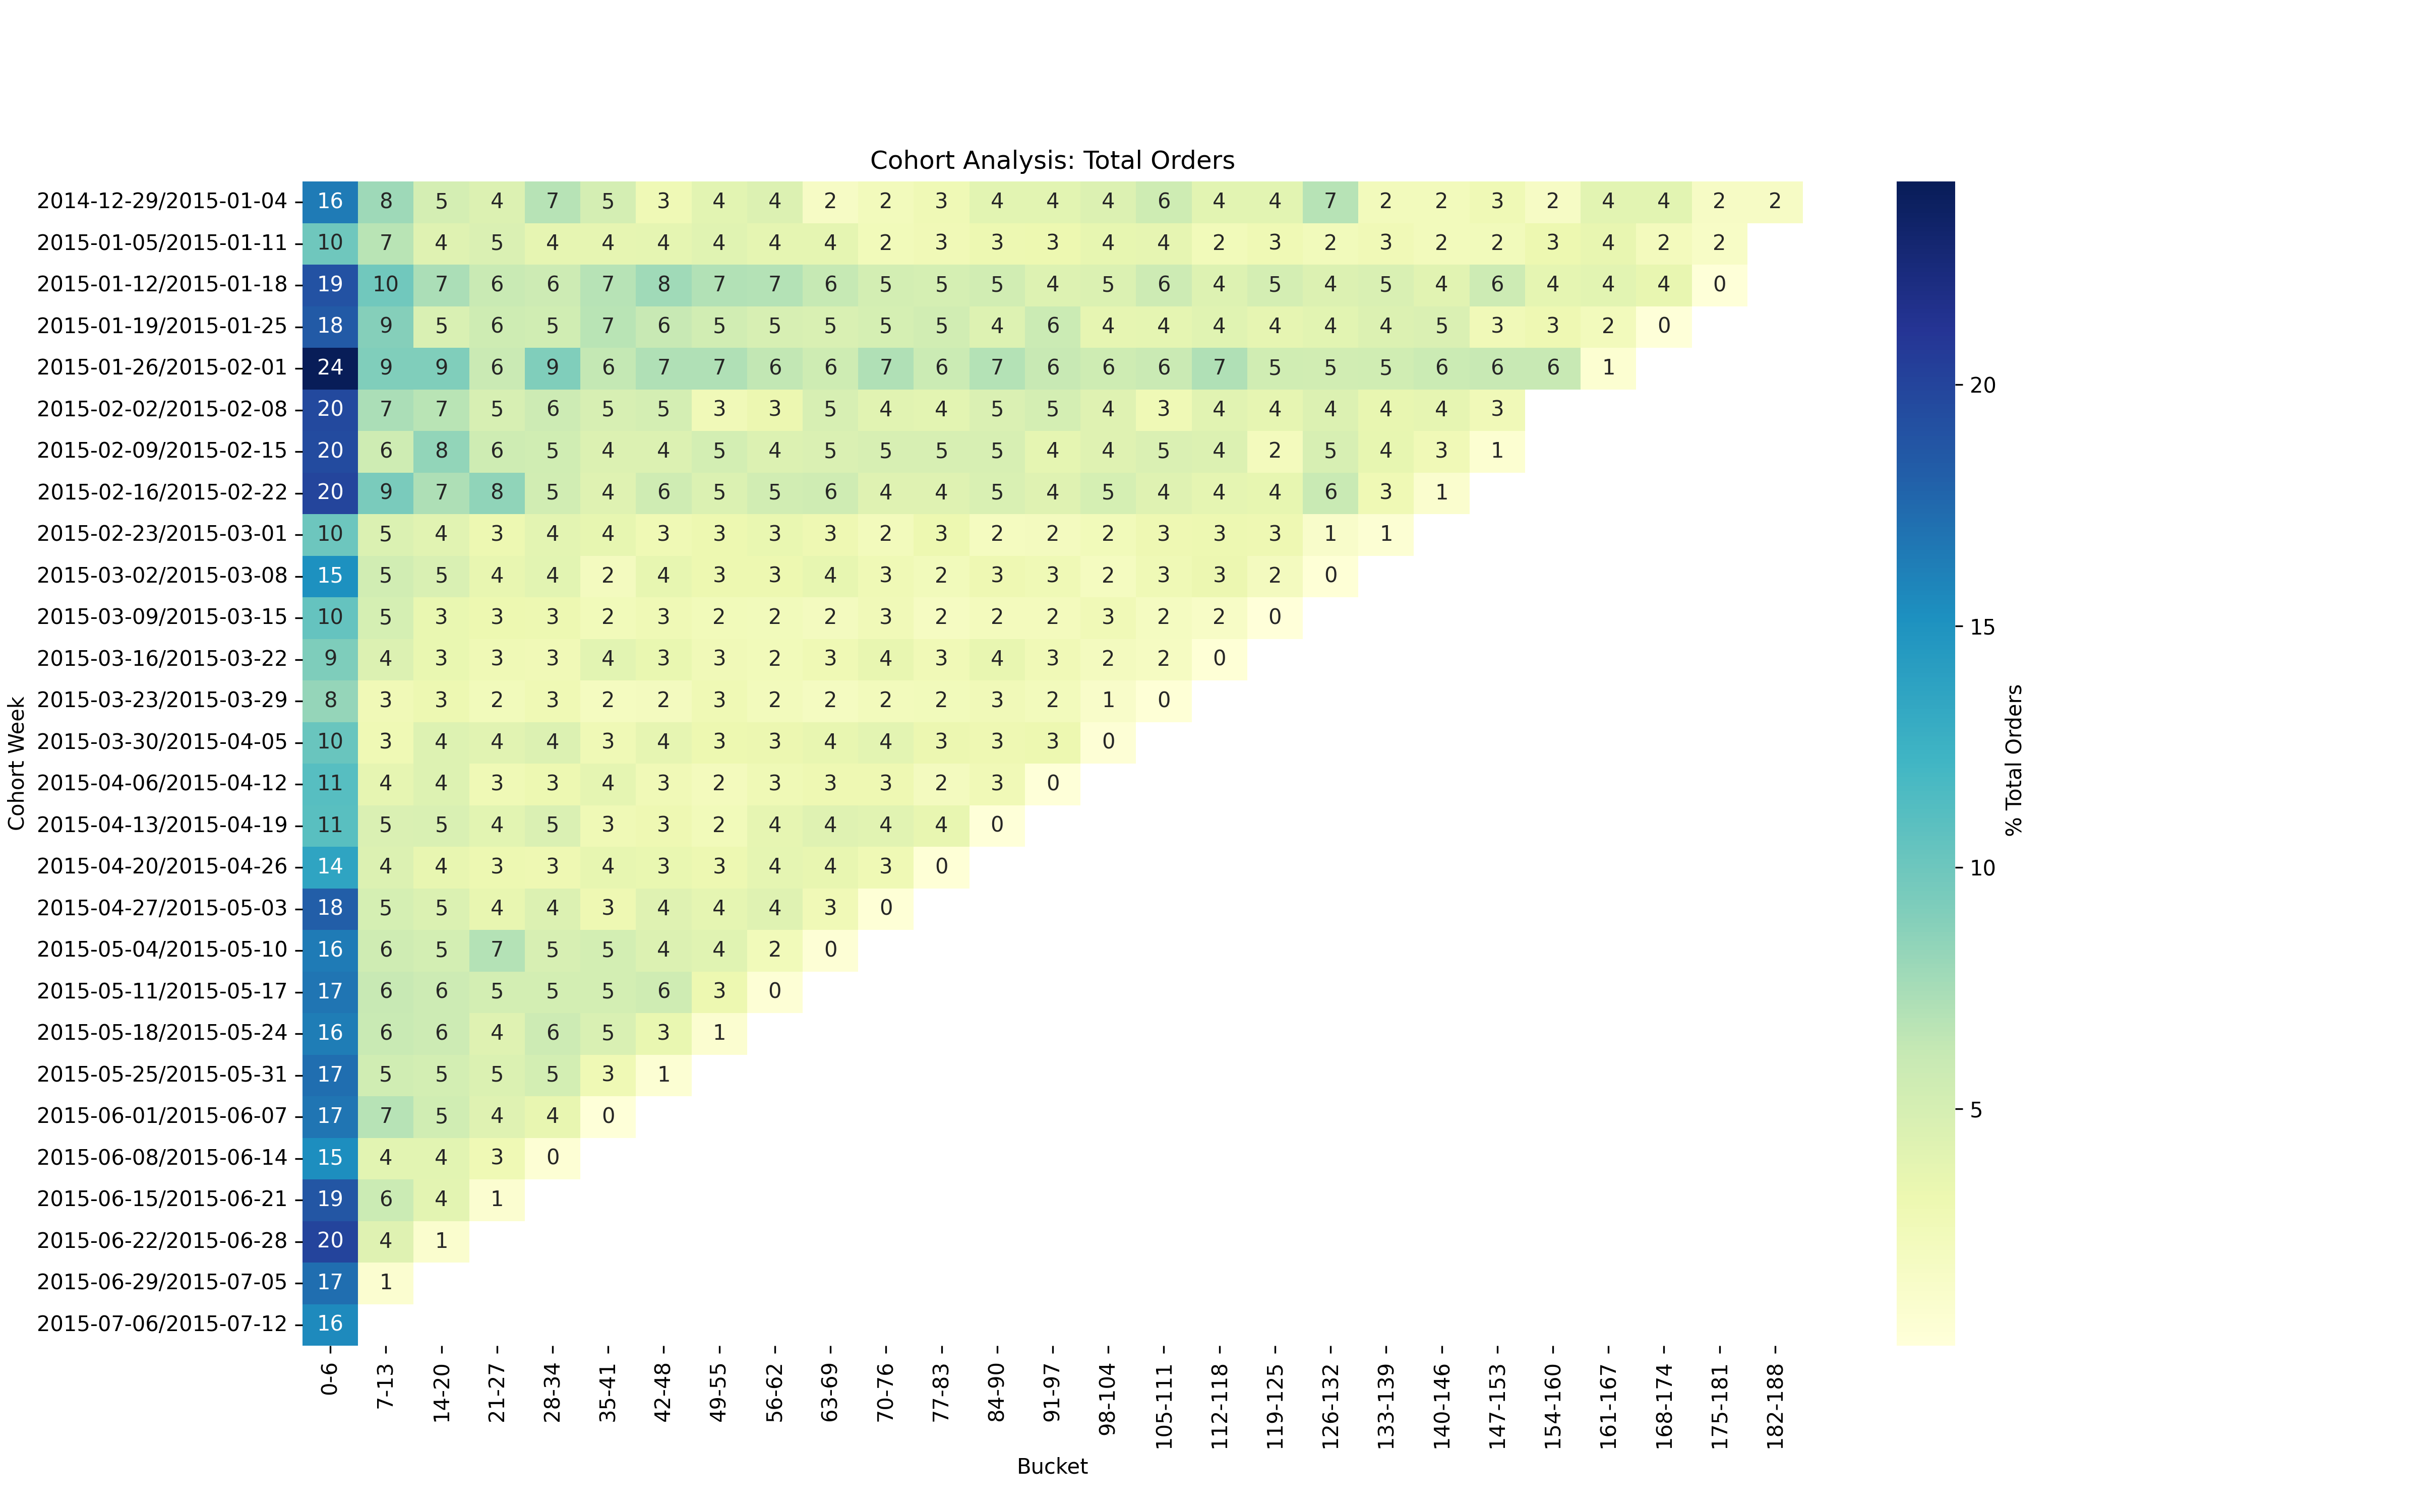 Cohort Analysis: Total Orders
2014-12-29/2015-01-04 16 8 5 4 7 5 3 4 4 2 2 3 4 4 4 6 4 4 7 2 2 3 2 4 4 2 2
2015-01-05/2015-01-11 10 7 4 5 4 4 4 4 4 4 2 3 3 3 4 4 2 3 2 3 2 2 3 4 2 2
2015-01-12/2015-01-18 19 10 7 6 6 7 8 7 7 6 5 5 5 4 5 6 4 5 4 5 4 6 4 4 4 0
2015-01-19/2015-01-25 18 9 5 6 5 7 6 5 5 5 5 5 4 6 4 4 4 4 4 4 5 3 3 2 0
2015-01-26/2015-02-01 24 9 9 6 9 6 7 7 6 6 7 6 7 6 6 6 7 5 5 5 6 6 6 1
2015-02-02/2015-02-08 20 7 7 5 6 5 5 3 3 5 4 4 5 5 4 3 4 4 4 4 4 3
2015-02-09/2015-02-15 20 6 8 6 5 4 4 5 4 5 5 5 5 4 4 5 4 2 5 4 3 1
2015-02-16/2015-02-22 20 9 7 8 5 4 6 5 5 6 4 4 5 4 5 4 4 4 6 3 1
2015-02-23/2015-03-01 10 5 4 3 4 4 3 3 3 3 2 3 2 2 2 3 3 3 1 1
2015-03-02/2015-03-08 15 5 5 4 4 2 4 3 3 4 3 2 3 3 2 3 3 2 0
2015-03-09/2015-03-15 10 5 3 3 3 2 3 2 2 2 3 2 2 2 3 2 2 0
2015-03-16/2015-03-22 9 4 3 3 3 4 3 3 2 3 4 3 4 3 2 2 0
2015-03-23/2015-03-29 8 3 3 2 3 2 2 3 2 2 2 2 3 2 1 0
2015-03-30/2015-04-05 10 3 4 4 4 3 4 3 3 4 4 3 3 3 0
2015-04-06/2015-04-12 11 4 4 3 3 4 3 2 3 3 3 2 3 0
2015-04-13/2015-04-19 11 5 5 4 5 3 3 2 4 4 4 4 0
2015-04-20/2015-04-26 14 4 4 3 3 4 3 3 4 4 3 0
2015-04-27/2015-05-03 18 5 5 4 4 3 4 4 4 3 0
2015-05-04/2015-05-10 16 6 5 7 5 5 4 4 2 0
2015-05-11/2015-05-17 17 6 6 5 5 5 6 3 0
2015-05-18/2015-05-24 16 6 6 4 6 5 3 1
2015-05-25/2015-05-31 17 5 5 5 5 3 1
2015-06-01/2015-06-07 17 7 5 4 4 0
2015-06-08/2015-06-14 15 4 4 3 0
2015-06-15/2015-06-21 19 6 4 1
2015-06-22/2015-06-28 20 4 1
2015-06-29/2015-07-05 17 1
2015-07-06/2015-07-12 16
0-6 7-13 14-20 21-27 28-34 35-41 42-48 49-55 56-62 63-69 70-76 77-83 84-90 91-97 98-104 105-111 112-118 119-125 126-132 133-139 140-146 147-153 154-160 161-167 168-174 175-181 182-188
Bucket
Cohort Week
20
15
10
5
% Total Orders